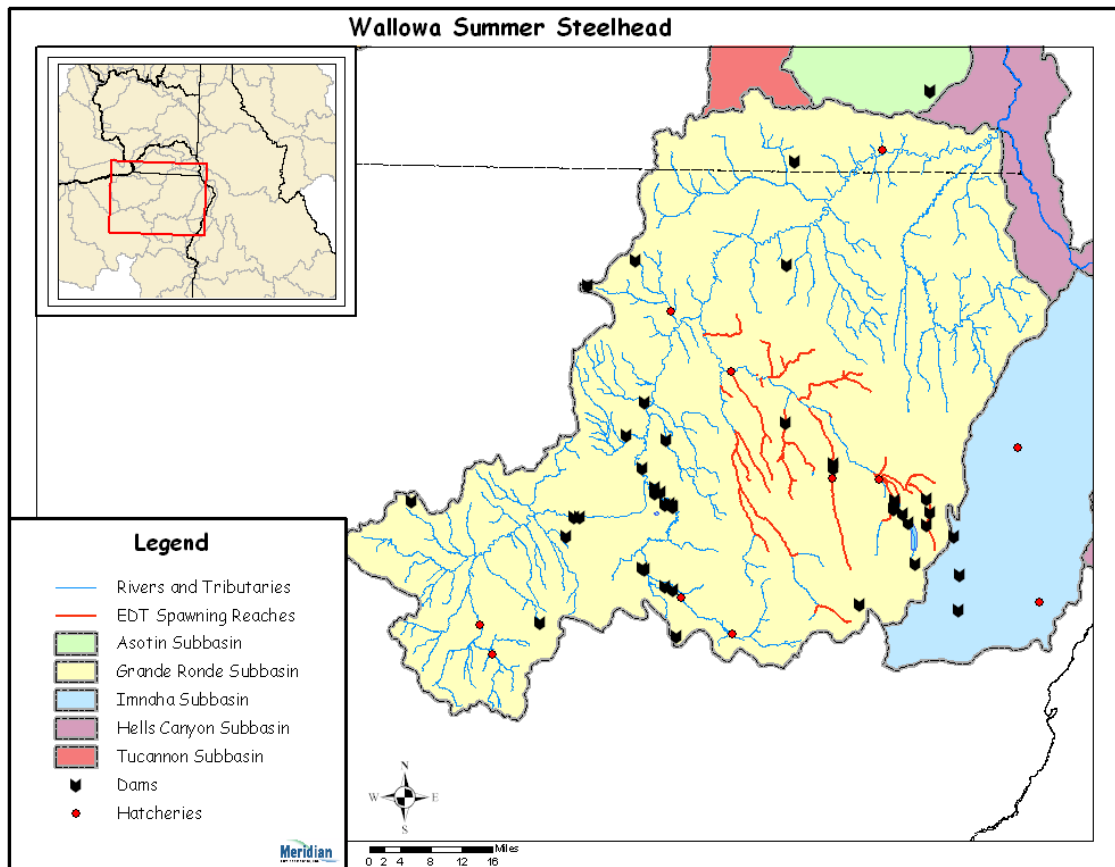 Wallowa Summer Steelhead
Legend
Rivers and Tributaries
EDT Spawning Reaches
Asotin Subbasin
Grande Ronde Subbasin
Imnaha Subbasin
Hells Canyon Subbasin
Tucannon Subbasin
Dams
Hatcheries
Meridian
N
W E
S
Miles
0 2 4 8 12 16